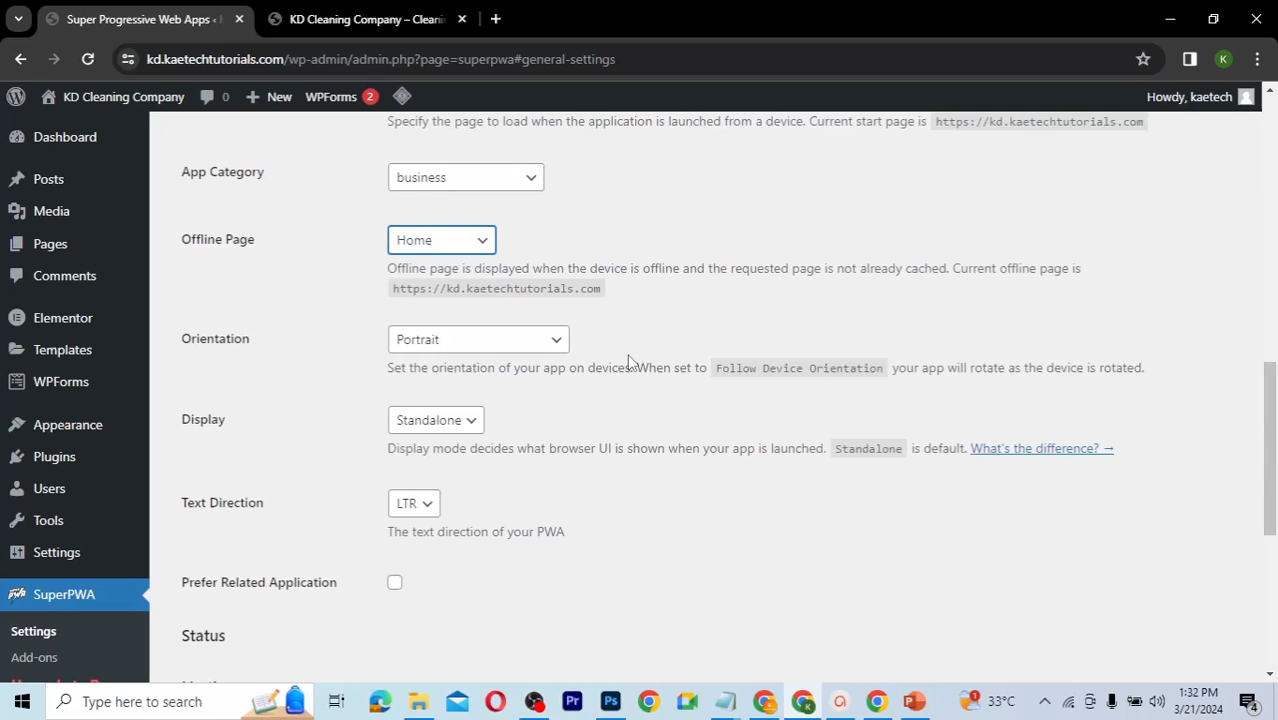 Super Progressive Web Apps ‹
KD Cleaning Company – Cleani
kd.kaetechtutorials.com/wp-admin/admin.php?page=superpwa#general-settings
K
KD Cleaning Company
0
New
WPForms 2
Howdy, kaetech
Dashboard
Posts
Media
Pages
Comments
Elementor
Templates
WPForms
Appearance
Plugins
Users
Tools
Settings
SuperPWA
Settings
Add-ons
Specify the page to load when the application is launched from a device. Current start page is https://kd.kaetechtutorials.com
App Category
business
Offline Page
Home
Offline page is displayed when the device is offline and the requested page is not already cached. Current offline page is
https://kd.kaetechtutorials.com
Orientation
Portrait
Set the orientation of your app on devices. When set to Follow Device Orientation your app will rotate as the device is rotated.
Display
Standalone
Display mode decides what browser UI is shown when your app is launched. Standalone is default. What's the difference? →
Text Direction
LTR
The text direction of your PWA
Prefer Related Application
Status
Type here to search
Pr
Ps
33°C
1:32 PM
3/21/2024
4